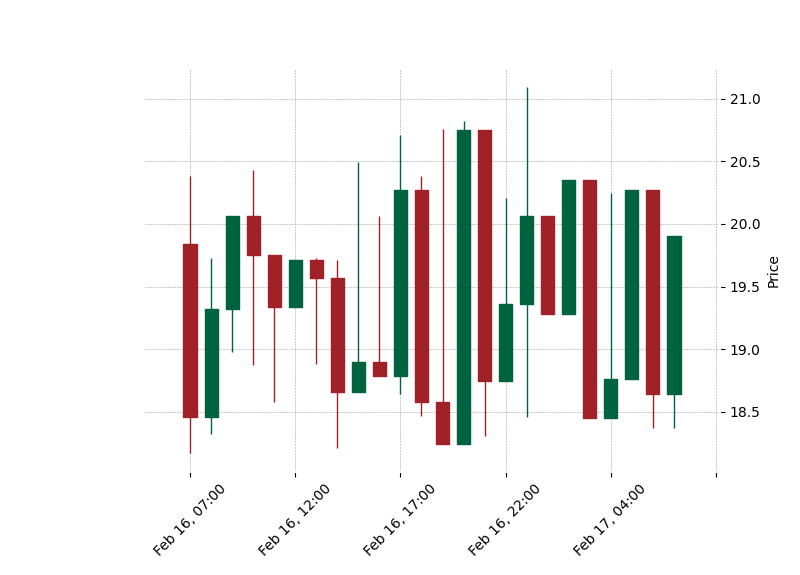 21.0
20.5
20.0
19.5
19.0
18.5
Price
Feb 16, 07:00
Feb 16, 12:00
Feb 16, 17:00
Feb 16, 22:00
Feb 17, 04:00